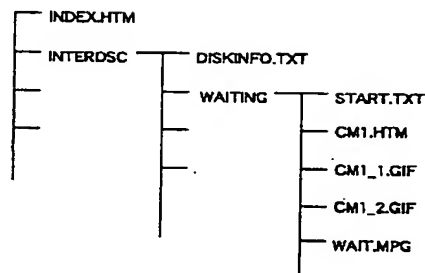 INDEX.HTM
INTERDSC DISKINFO.TXT
WAITING START.TXT
CM1.HTM
CM1_1.GIF
CM1_2.GIF
WAIT.MPG